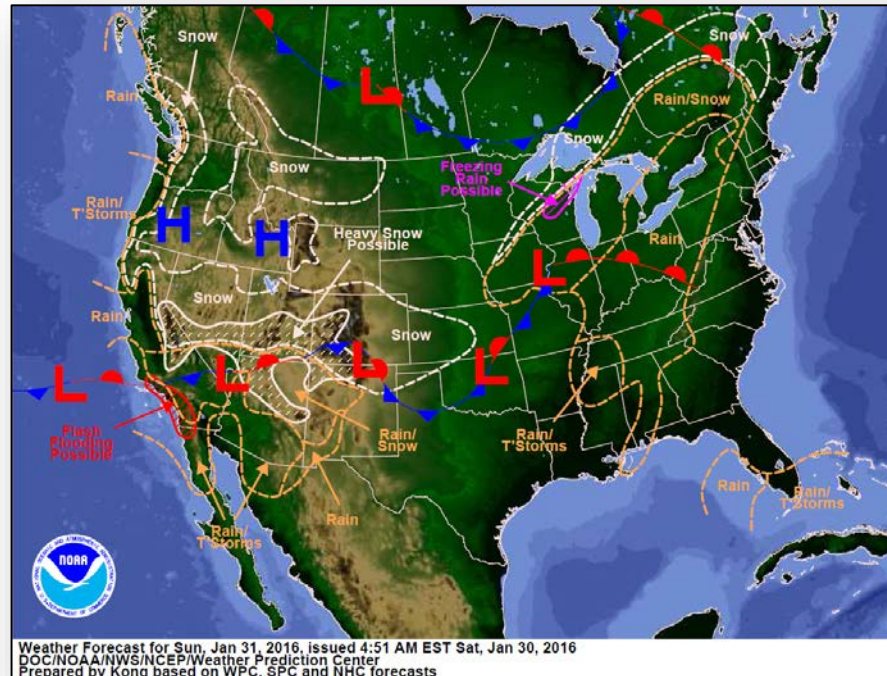 Snow
Rain
Snow
Rain/Snow
Snow
Snow
Freezing
Rain
Possible
Rain/
T'Storms
H
H
L
Heavy Snow
Possible
Rain
L
Rain
Snow
Snow
L
L
L
L
Flash
Flooding
Possible
Rain/
Snow
Rain/
T'Storms
Rain
Rain/
T'Storms
Rain/
T'Storms
Rain
NOAA
Weather Forecast for Sun, Jan 31, 2016, issued 4:51 AM EST Sat, Jan 30, 2016
DOC/NOAA/NWS/NCEP/Weather Prediction Center
Prepared by Kong based on WPC, SPC and NHC forecasts